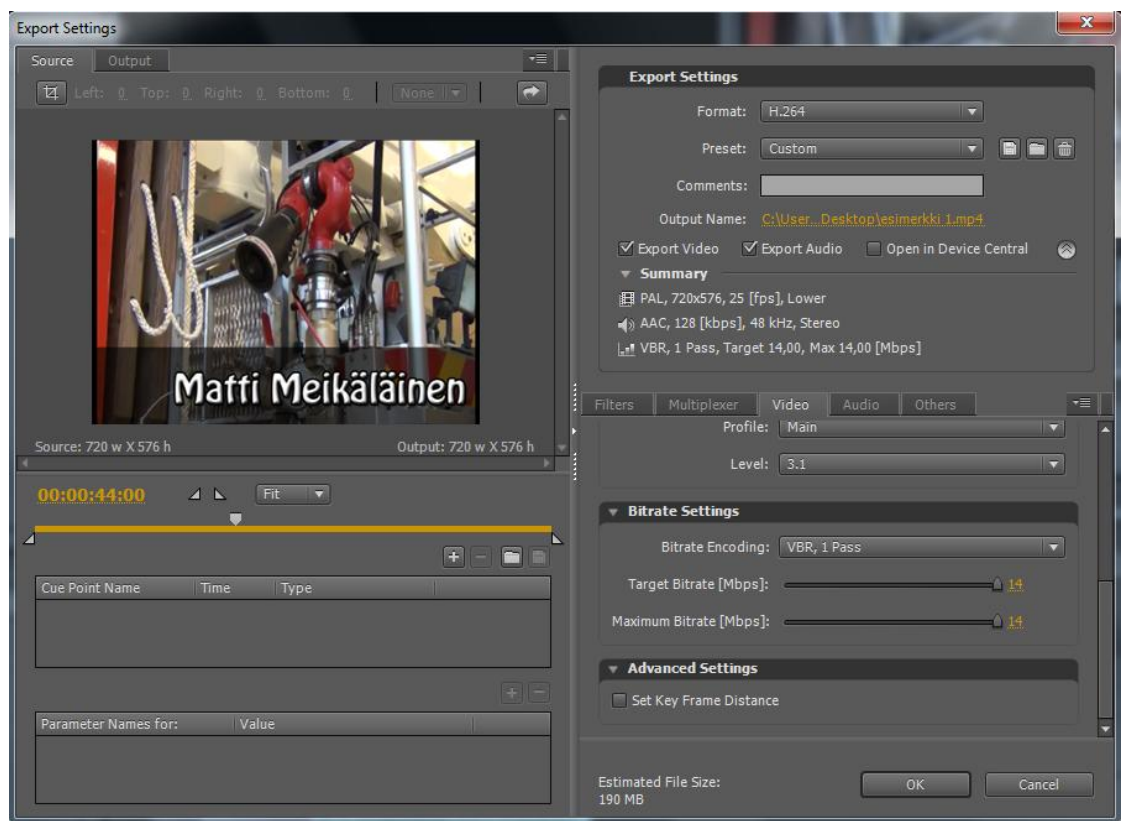 Export Settings
Source Output
Left: 0 Top: 0 Right: 0 Bottom: 0 None
Matti Meikäläinen
Source: 720 w X 576 h Output: 720 w X 576 h
00:00:44:00 Fit
Cue Point Name Time Type
Parameter Names for: Value
Export Settings
Format: H.264
Preset: Custom
Comments:
Output Name: C:\User...Desktop\esimerkki 1.mp4
Export Video Export Audio Open in Device Central
Summary
PAL, 720x576, 25 [fps], Lower
AAC, 128 [kbps], 48 kHz, Stereo
VBR, 1 Pass, Target 14,00, Max 14,00 [Mbps]
Filters Multiplexer Video Audio Others
Profile: Main
Level: 3.1
Bitrate Settings
Bitrate Encoding: VBR, 1 Pass
Target Bitrate [Mbps]: 14
Maximum Bitrate [Mbps]: 14
Advanced Settings
Set Key Frame Distance
Estimated File Size:
190 MB
OK Cancel